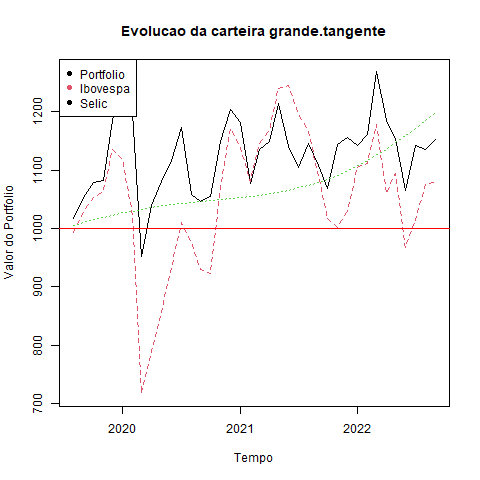 Evolucao da carteira grande.tangente
Portfolio
Ibovespa
Selic
Valor do Portfolio
700
800
900
1000
1100
1200
2020
2021
2022
Tempo